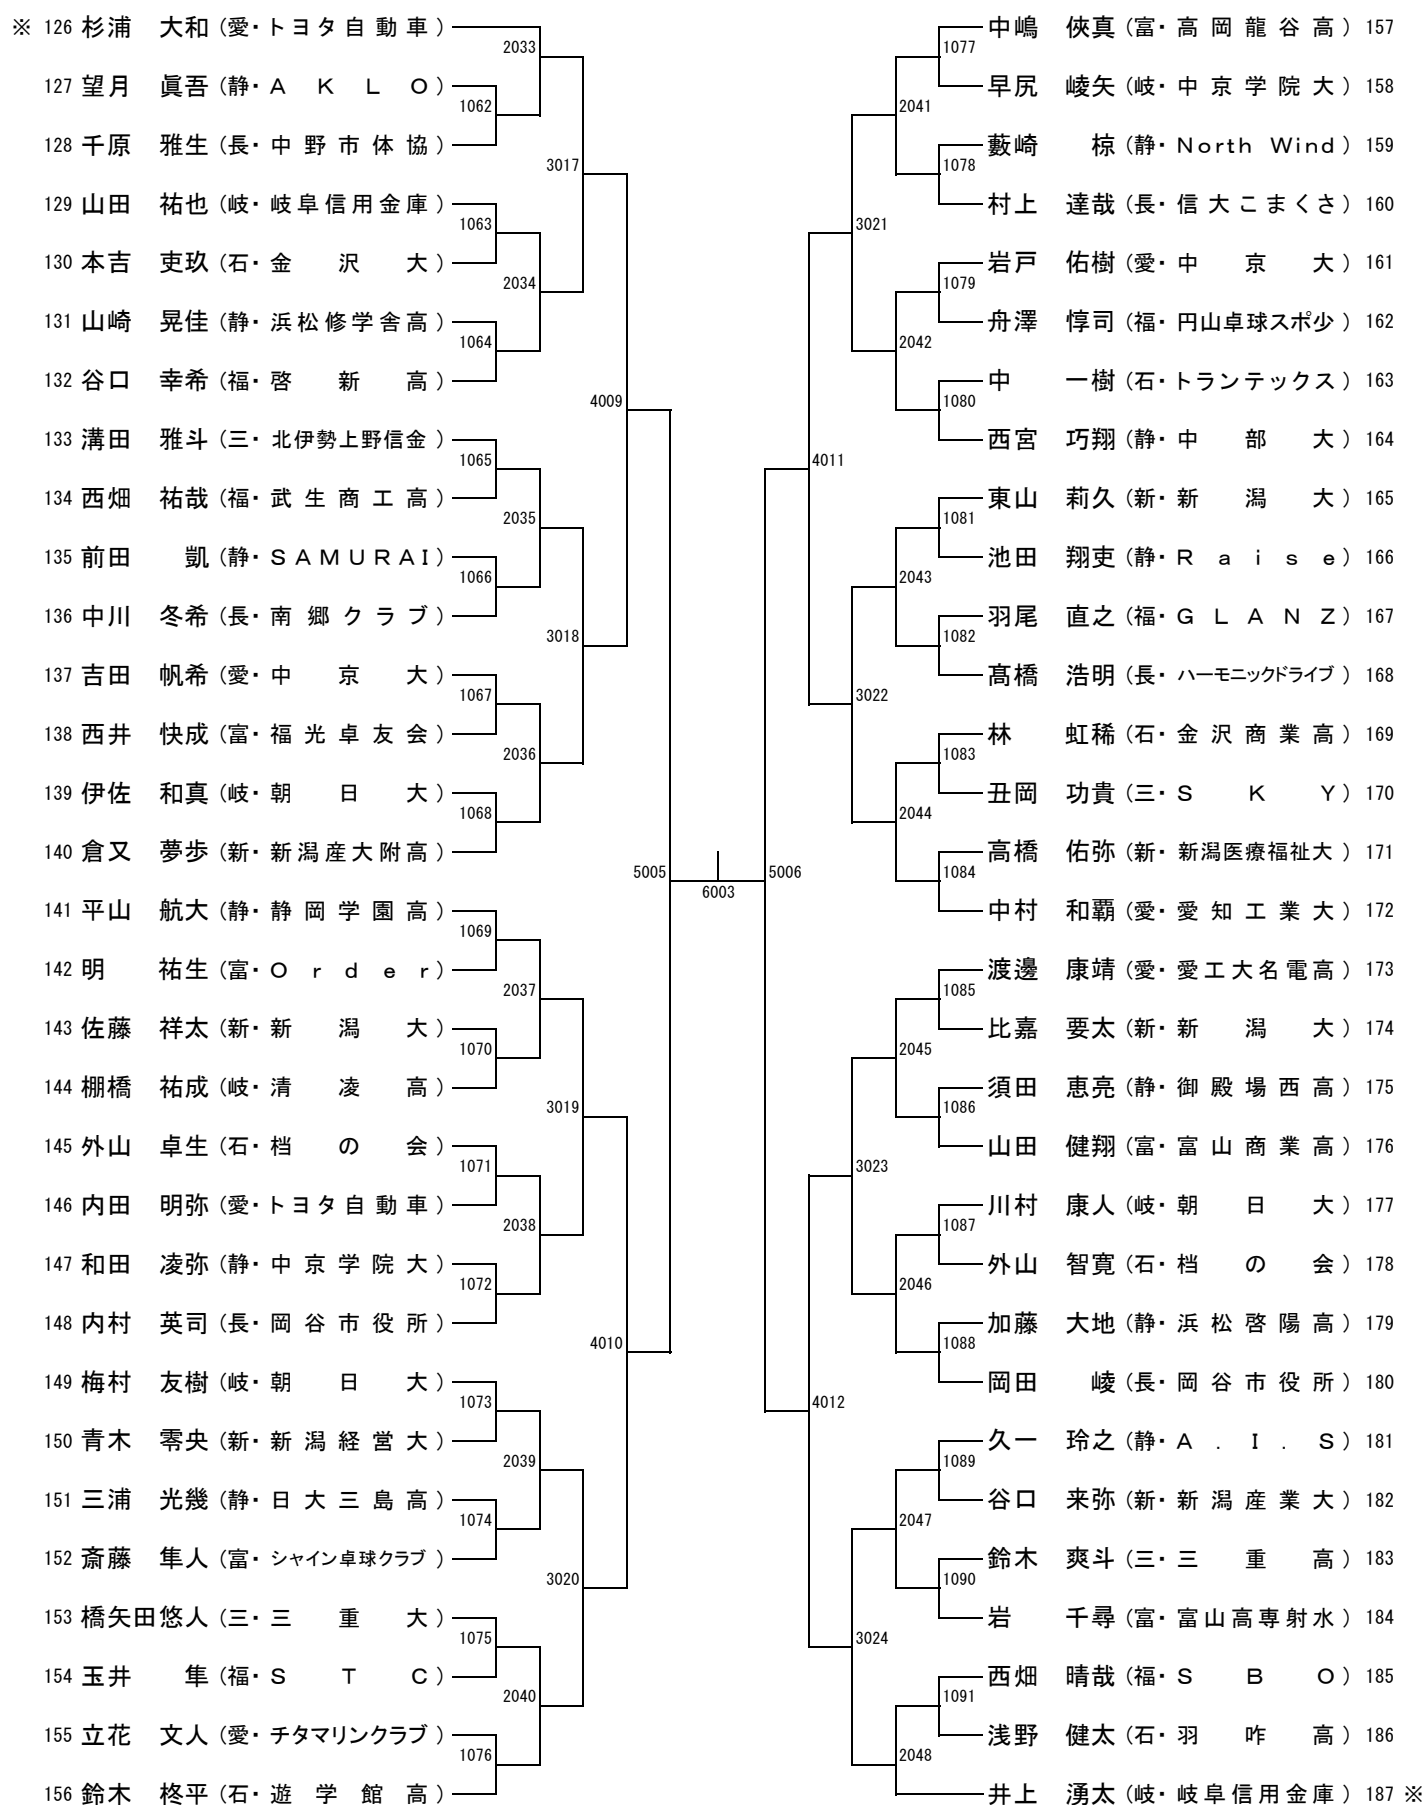 ※ 126 杉浦　大和 (愛・トヨタ自動車)
127 望月　眞吾 (静・ＡＫＬＯ)
128 千原　雅生 (長・中野市体協)
129 山田　祐也 (岐・岐阜信用金庫)
130 本吉　吏玖 (石・金沢大)
131 山崎　晃佳 (静・浜松修学舎高)
132 谷口　幸希 (福・啓新高)
133 溝田　雅斗 (三・北伊勢上野信金)
134 西畑　祐哉 (福・武生商工高)
135 前田　凱 (静・ＳＡＭＵＲＡＩ)
136 中川　冬希 (長・南郷クラブ)
137 吉田　帆希 (愛・中京大)
138 西井　快成 (富・福光卓友会)
139 伊佐　和真 (岐・朝日大)
140 倉又　夢歩 (新・新潟産大附高)
141 平山　航大 (静・静岡学園高)
142 明　祐生 (富・Ｏｒｄｅｒ)
143 佐藤　祥太 (新・新潟大)
144 棚橋　祐成 (岐・清凌高)
145 外山　卓生 (石・档の会)
146 内田　明弥 (愛・トヨタ自動車)
147 和田　凌弥 (静・中京学院大)
148 内村　英司 (長・岡谷市役所)
149 梅村　友樹 (岐・朝日大)
150 青木　零央 (新・新潟経営大)
151 三浦　光幾 (静・日大三島高)
152 斎藤　隼人 (富・シャイン卓球クラブ)
153 橋矢田悠人 (三・三重大)
154 玉井　隼 (福・ＳＴＣ)
155 立花　文人 (愛・チタマリンクラブ)
156 鈴木　柊平 (石・遊学館高)
1062
1063
1064
1065
1066
1067
1068
1069
1070
1071
1072
1073
1074
1075
1076
2033
2034
2035
2036
2037
2038
2039
2040
3017
3018
3019
3020
4009
4010
5005
6003
5006
4011
4012
3021
3022
3023
3024
2041
2042
2043
2044
2045
2046
2047
2048
1077
1078
1079
1080
1081
1082
1083
1084
1085
1086
1087
1088
1089
1090
1091
中嶋　俠真 (富・高岡龍谷高) 157
早尻　崚矢 (岐・中京学院大) 158
藪崎　椋 (静・North Wind) 159
村上　達哉 (長・信大こまくさ) 160
岩戸　佑樹 (愛・中京大) 161
舟澤　惇司 (福・円山卓球スポ少) 162
中　一樹 (石・トランテックス) 163
西宮　巧翔 (静・中部大) 164
東山　莉久 (新・新潟大) 165
池田　翔吏 (静・Ｒａｉｓｅ) 166
羽尾　直之 (福・ＧＬＡＮＺ) 167
髙橋　浩明 (長・ハーモニックドライブ) 168
林　虹稀 (石・金沢商業高) 169
丑岡　功貴 (三・ＳＫＹ) 170
高橋　佑弥 (新・新潟医療福祉大) 171
中村　和覇 (愛・愛知工業大) 172
渡邊　康靖 (愛・愛工大名電高) 173
比嘉　要太 (新・新潟大) 174
須田　恵亮 (静・御殿場西高) 175
山田　健翔 (富・富山商業高) 176
川村　康人 (岐・朝日大) 177
外山　智寛 (石・档の会) 178
加藤　大地 (静・浜松啓陽高) 179
岡田　崚 (長・岡谷市役所) 180
久一　玲之 (静・Ａ.Ｉ.Ｓ) 181
谷口　来弥 (新・新潟産業大) 182
鈴木　爽斗 (三・三重高) 183
岩　千尋 (富・富山高専射水) 184
西畑　晴哉 (福・ＳＢＯ) 185
浅野　健太 (石・羽咋高) 186
井上　湧太 (岐・岐阜信用金庫) 187 ※